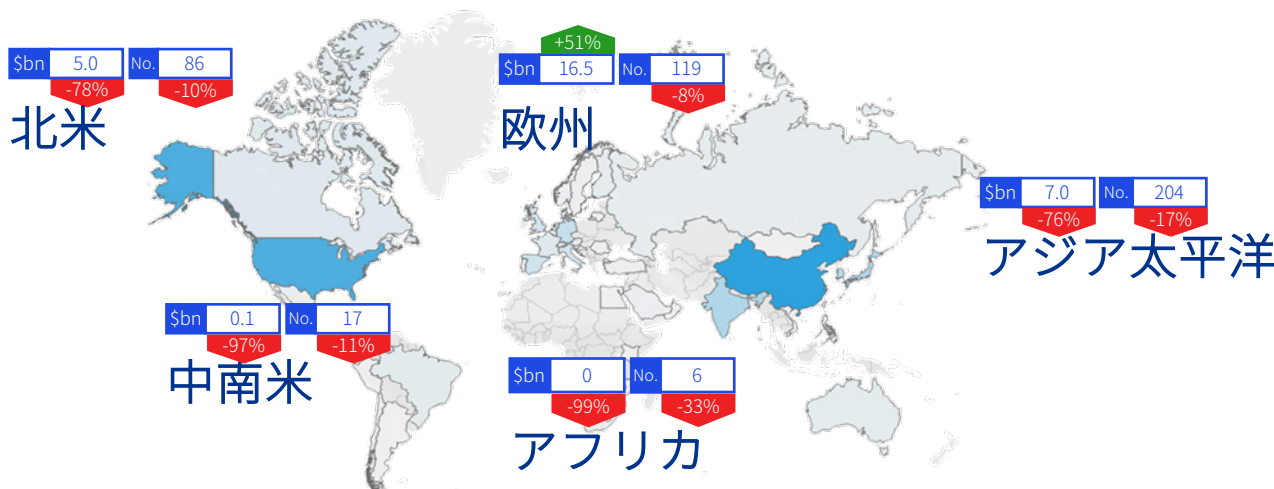 +51%
$bn 5.0 No. 86
-78% -10%
北米
$bn 16.5 No. 119
-8%
欧州
$bn 7.0 No. 204
-76% -17%
アジア太平洋
$bn 0.1 No. 17
-97% -11%
中南米
$bn 0 No. 6
-99% -33%
アフリカ